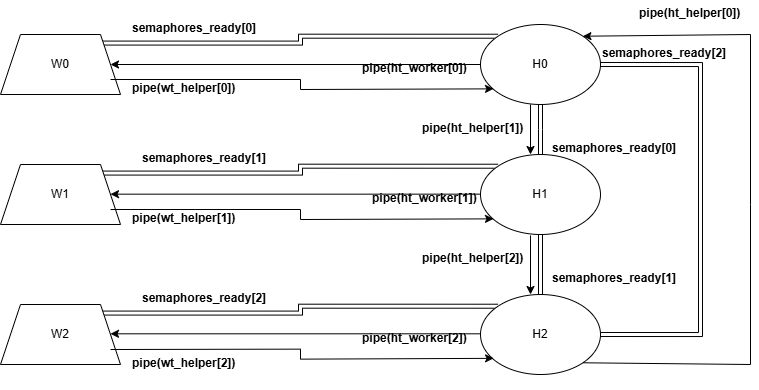 pipe(ht_helper[0])
semaphores_ready[0]
semaphores_ready[2]
W0
pipe(ht_worker[0])
H0
pipe(wt_helper[0])
pipe(ht_helper[1])
semaphores_ready[0]
semaphores_ready[1]
W1
pipe(ht_worker[1])
H1
pipe(wt_helper[1])
pipe(ht_helper[2])
semaphores_ready[1]
semaphores_ready[2]
W2
pipe(ht_worker[2])
H2
pipe(wt_helper[2])